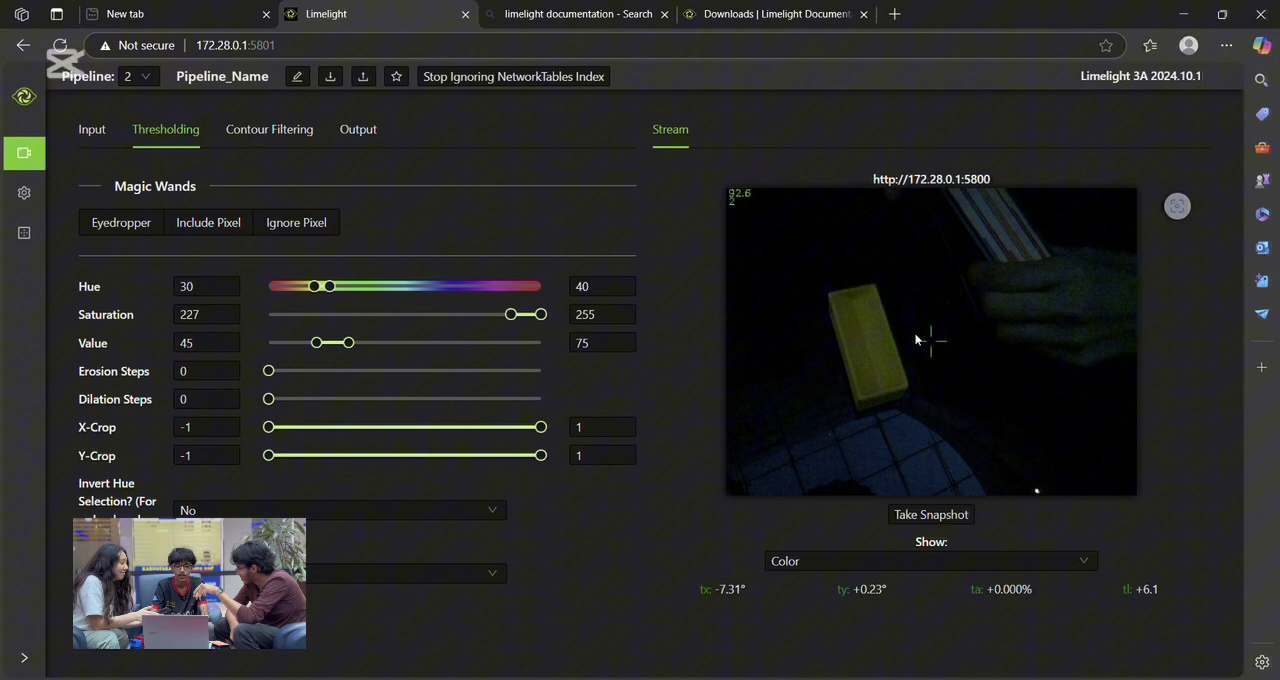 New tab
Limelight
limelight documentation - Search
Downloads | Limelight Document
Not secure
172.28.0.1:5801
Pipeline: 2
Pipeline_Name
Stop Ignoring NetworkTables Index
Limelight 3A 2024.10.1
Input
Thresholding
Contour Filtering
Output
Stream
Magic Wands
Eyedropper
Include Pixel
Ignore Pixel
http://172.28.0.1:5800
92.6
2
Hue 30 40
Saturation 227 255
Value 45 75
Erosion Steps 0
Dilation Steps 0
X-Crop -1 1
Y-Crop -1 1
Invert Hue
Selection? (For
No
Take Snapshot
Show:
Color
tx: -7.31°
ty: +0.23°
ta: +0.000%
tl: +6.1